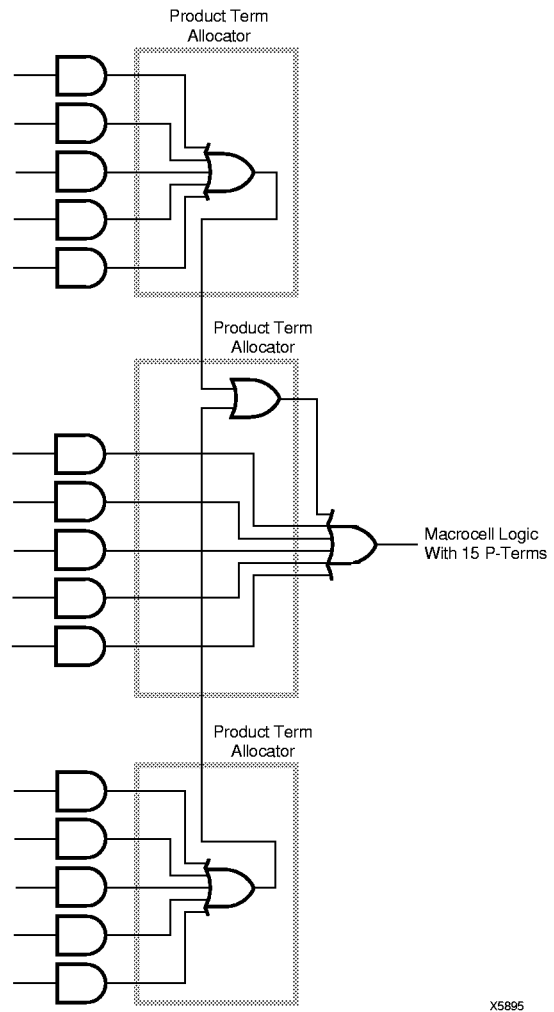 Product Term
Allocator
Product Term
Allocator
Macrocell Logic
With 15 P-Terms
Product Term
Allocator
X5895